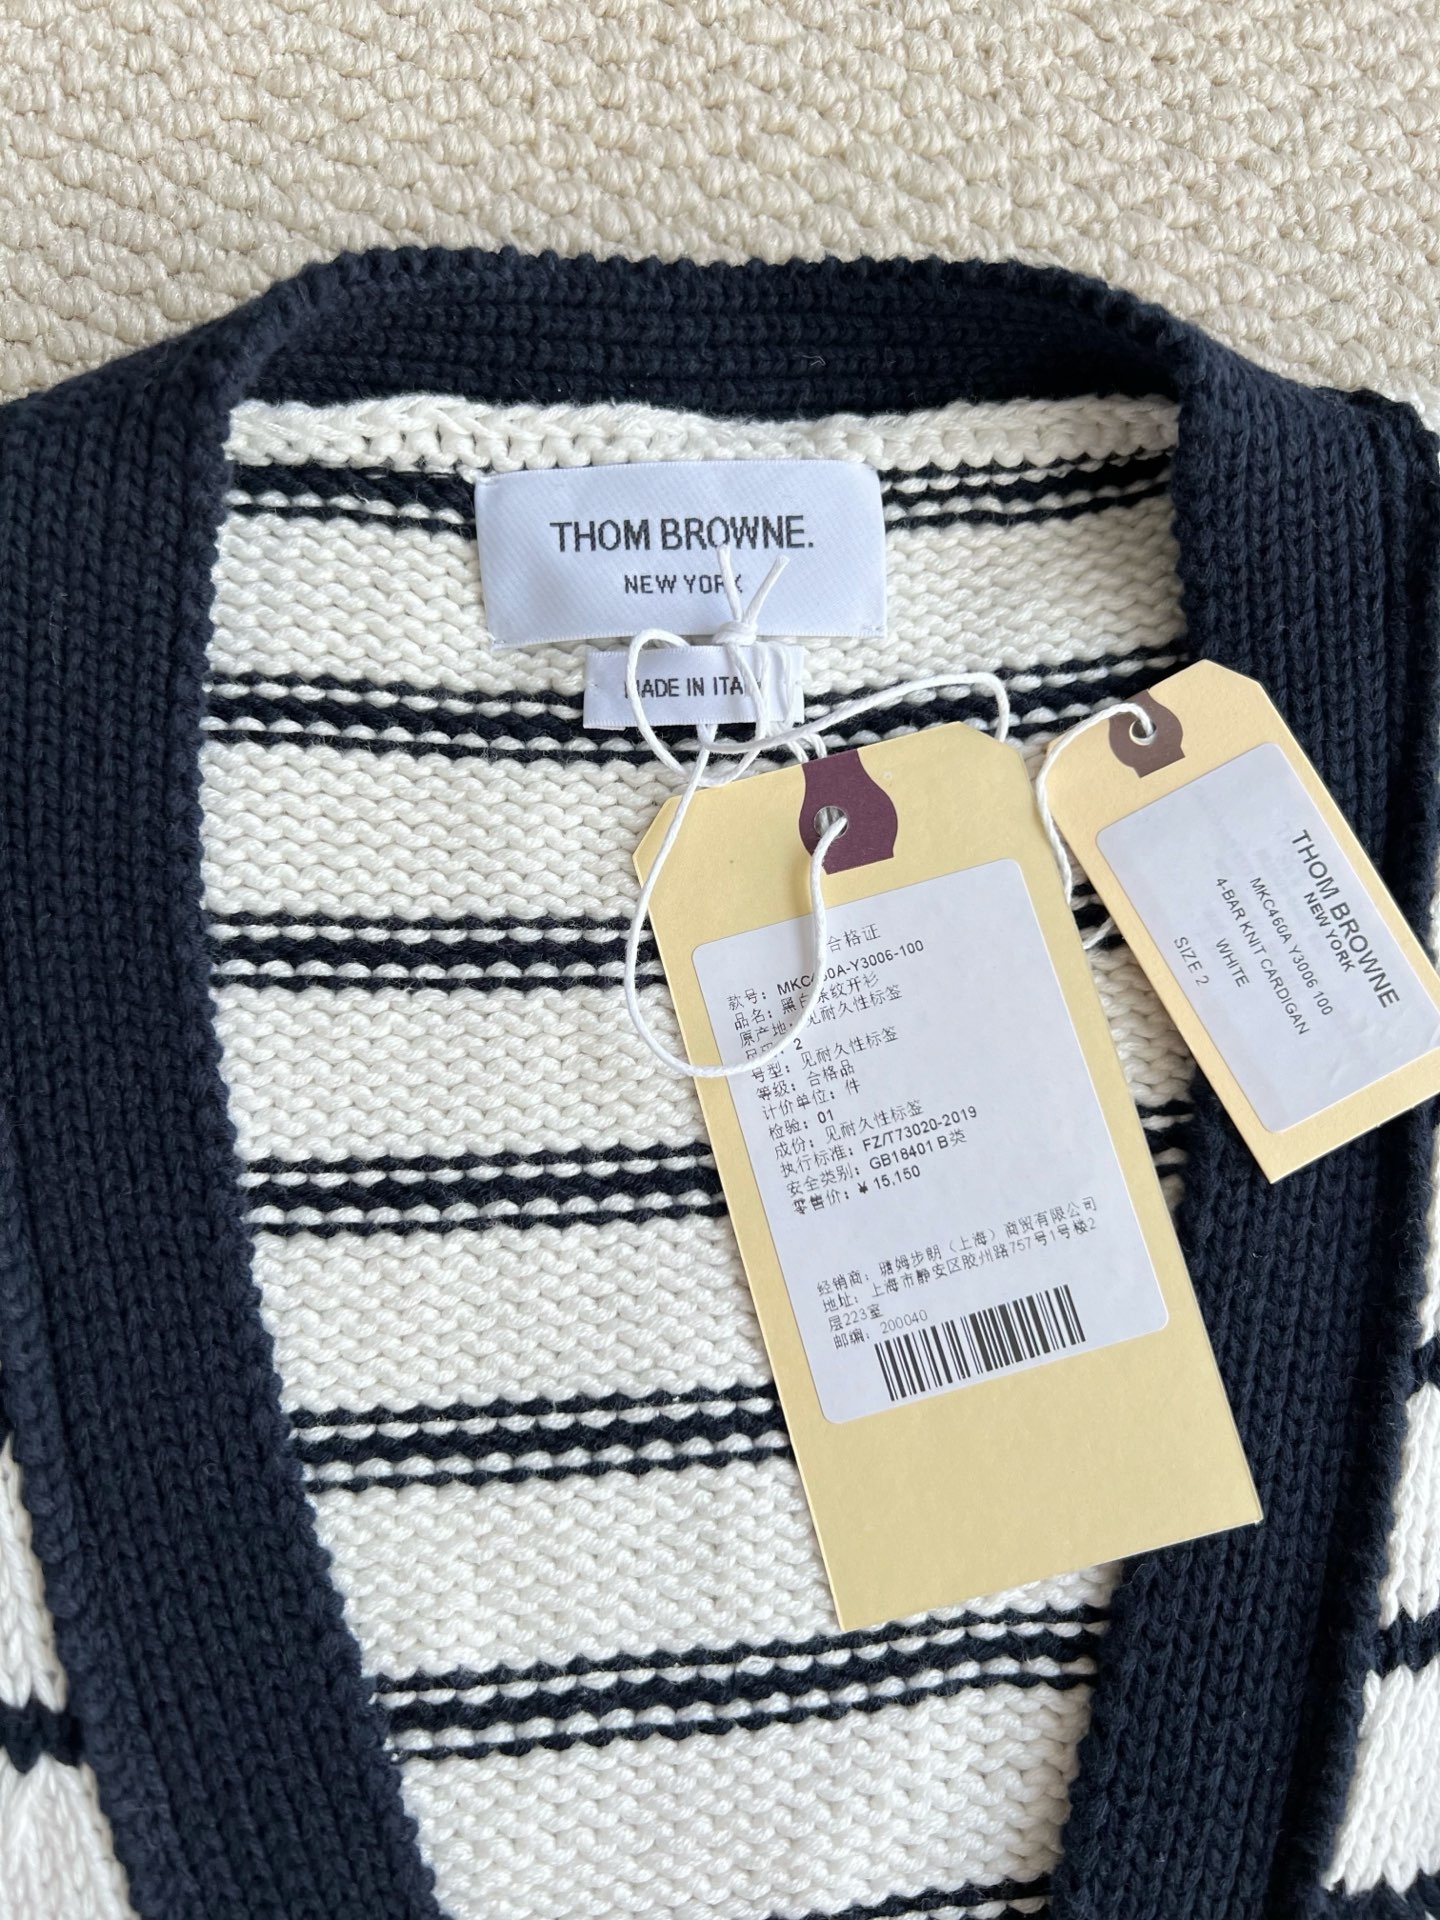 THOM BROWNE.
NEW YORK
MADE IN ITA
合格证
款号: MKC460A-Y3006-100
品名: 黑白条纹开衫
原产地: 见耐久性标签
2
号型: 见耐久性标签
等级: 合格品
计价单位: 件
检验: 01
成份: 见耐久性标签
执行标准: FZ/T73020-2019
安全类别: GB18401 B类
零售价: ¥ 15,150
经销商: 骉姆步朗（上海）商贸有限公司
地址: 上海市静安区胶州路757号1号楼2
层223室
邮编: 200040
THOM BROWNE
NEW YORK
MKC460A Y3006 100
4-BAR KNIT CARDIGAN
WHITE
SIZE 2